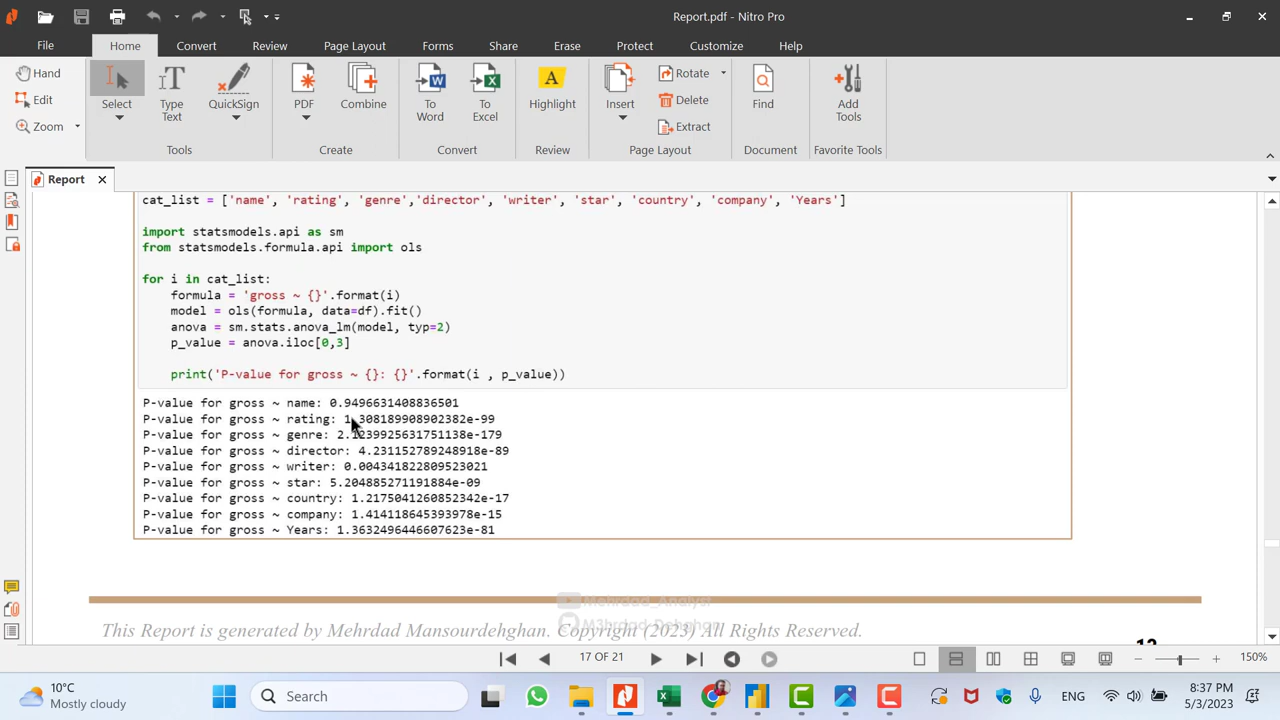 Report.pdf - Nitro Pro
File Home Convert Review Page Layout Forms Share Erase Protect Customize Help
Hand
Edit
Zoom
Select
Type Text
QuickSign
Tools
PDF
Combine
Create
To Word
To Excel
Convert
Highlight
Review
Insert
Rotate
Delete
Extract
Page Layout
Find
Document
Add Tools
Favorite Tools
Report
cat_list = ['name', 'rating', 'genre','director', 'writer', 'star', 'country', 'company', 'Years']
import statsmodels.api as sm
from statsmodels.formula.api import ols
for i in cat_list:
formula = 'gross ~ {}'.format(i)
model = ols(formula, data=df).fit()
anova = sm.stats.anova_lm(model, typ=2)
p_value = anova.iloc[0,3]
print('P-value for gross ~ {}: {}'.format(i , p_value))
P-value for gross ~ name: 0.9496631408836501
P-value for gross ~ rating: 1.308189908902382e-99
P-value for gross ~ genre: 2.1239925631751138e-179
P-value for gross ~ director: 4.231152789248918e-89
P-value for gross ~ writer: 0.004341822809523021
P-value for gross ~ star: 5.204885271191884e-09
P-value for gross ~ country: 1.2175041260852342e-17
P-value for gross ~ company: 1.414118645393978e-15
P-value for gross ~ Years: 1.3632496446607623e-81
Mehrdad_Analyst
M3hrdad_Dehghan
This Report is generated by Mehrdad Mansourdehghan. Copyright (2023) All Rights Reserved.
17 OF 21
150%
10°C
Mostly cloudy
Search
ENG
8:37 PM
5/3/2023